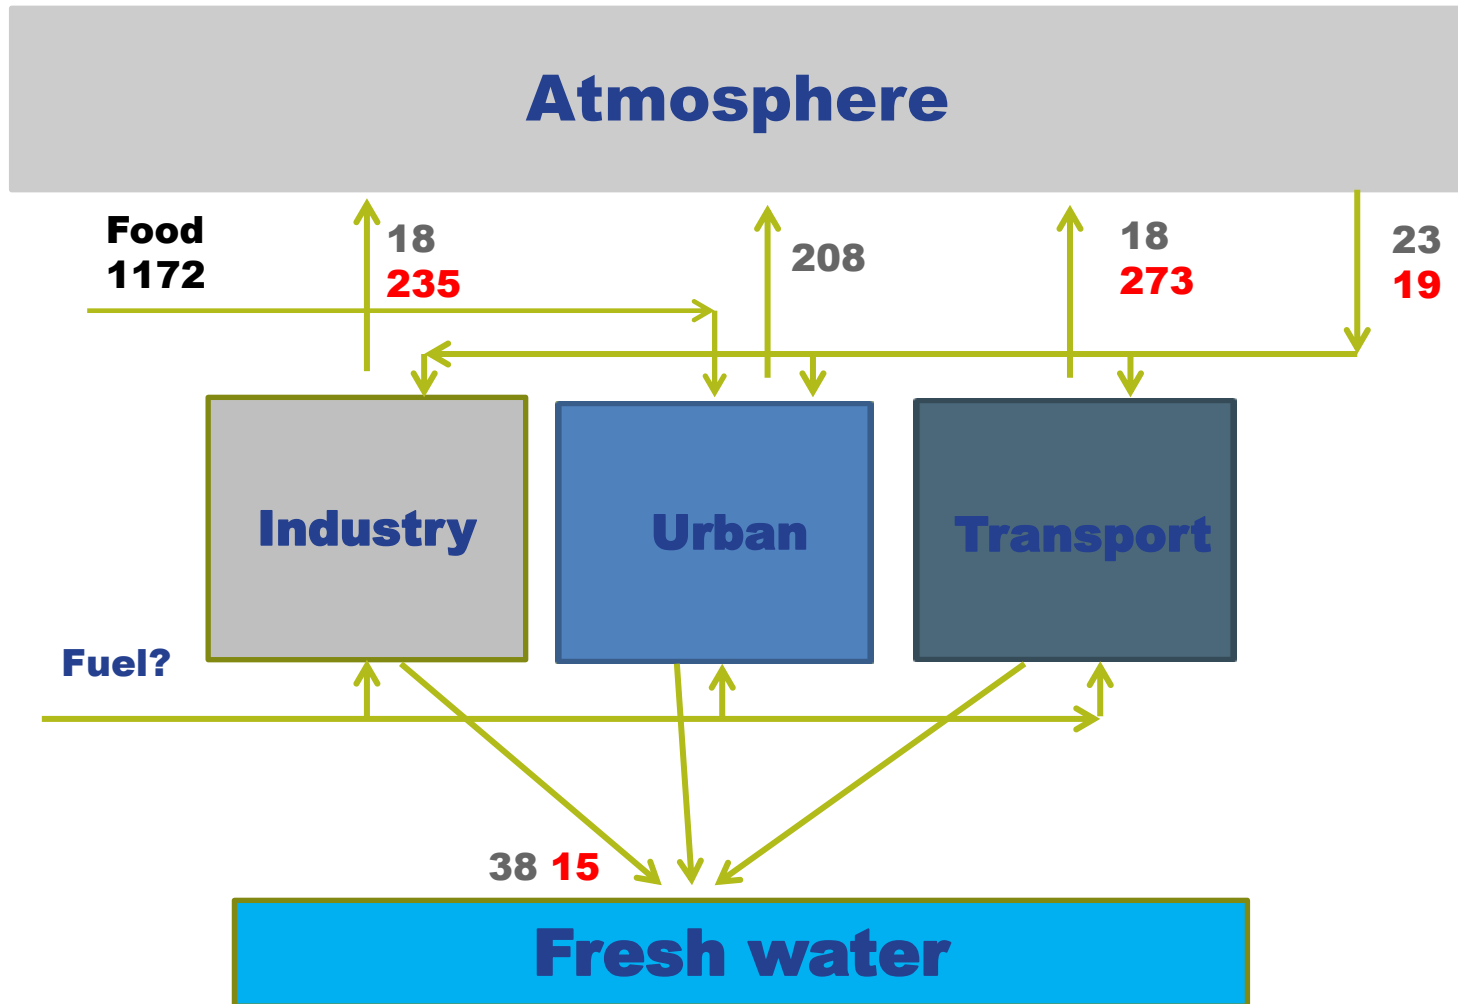 Atmosphere
Food
1172
18
235
208
18
273
23
19
Industry
Urban
Transport
Fuel?
38 15
Fresh water